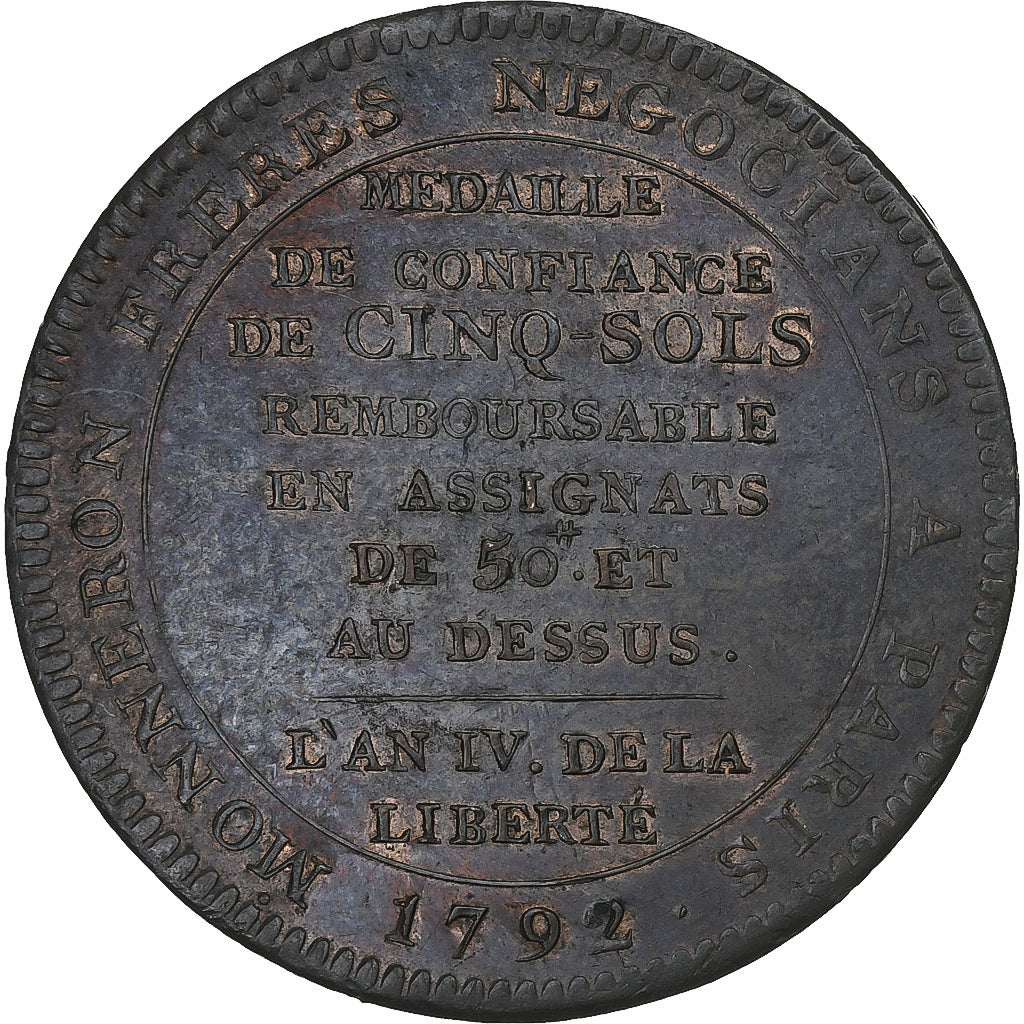 MONNERON FRERES NEGOCIANS A PARIS
MEDAILLE
DE CONFIANCE
DE CINQ-SOLS
REMBOURSABLE
EN ASSIGNATS
DE 50₶. ET
AU DESSUS.
L'AN IV. DE LA
LIBERTÉ
1792.